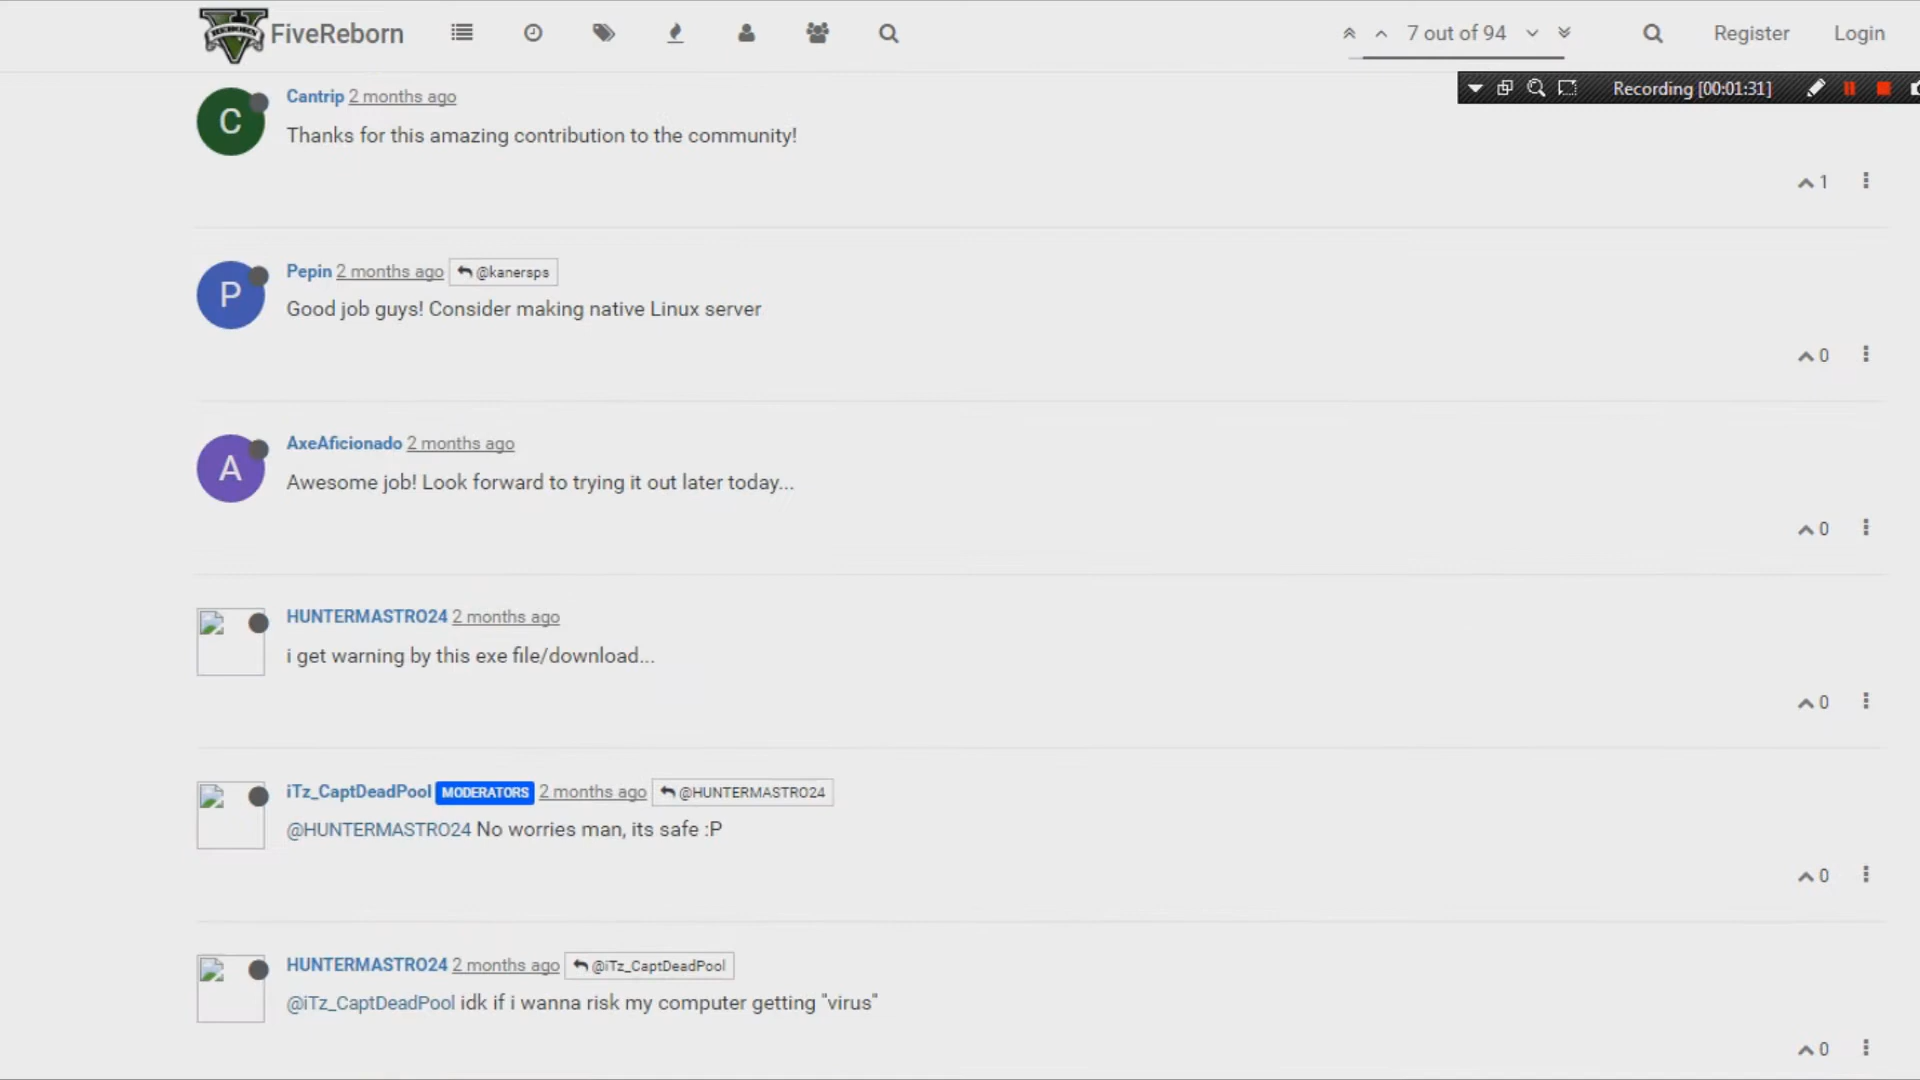 REBORN FiveReborn 7 out of 94 Register Login
Recording [00:01:31]
C Cantrip 2 months ago
Thanks for this amazing contribution to the community!
1
P Pepin 2 months ago @kanersps
Good job guys! Consider making native Linux server
0
A AxeAficionado 2 months ago
Awesome job! Look forward to trying it out later today...
0
HUNTERMASTRO24 2 months ago
i get warning by this exe file/download...
0
iTz_CaptDeadPool MODERATORS 2 months ago @HUNTERMASTRO24
@HUNTERMASTRO24 No worries man, its safe :P
0
HUNTERMASTRO24 2 months ago @iTz_CaptDeadPool
@iTz_CaptDeadPool idk if i wanna risk my computer getting "virus"
0